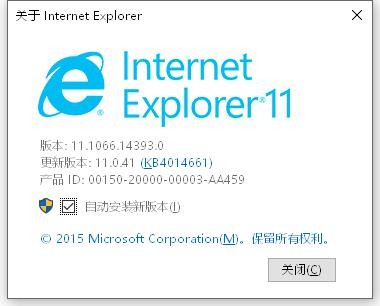 关于 Internet Explorer
Internet
Explorer®11
版本: 11.1066.14393.0
更新版本: 11.0.41 (KB4014661)
产品 ID: 00150-20000-00003-AA459
自动安装新版本(I)
© 2015 Microsoft Corporation(M)。保留所有权利。
关闭(C)